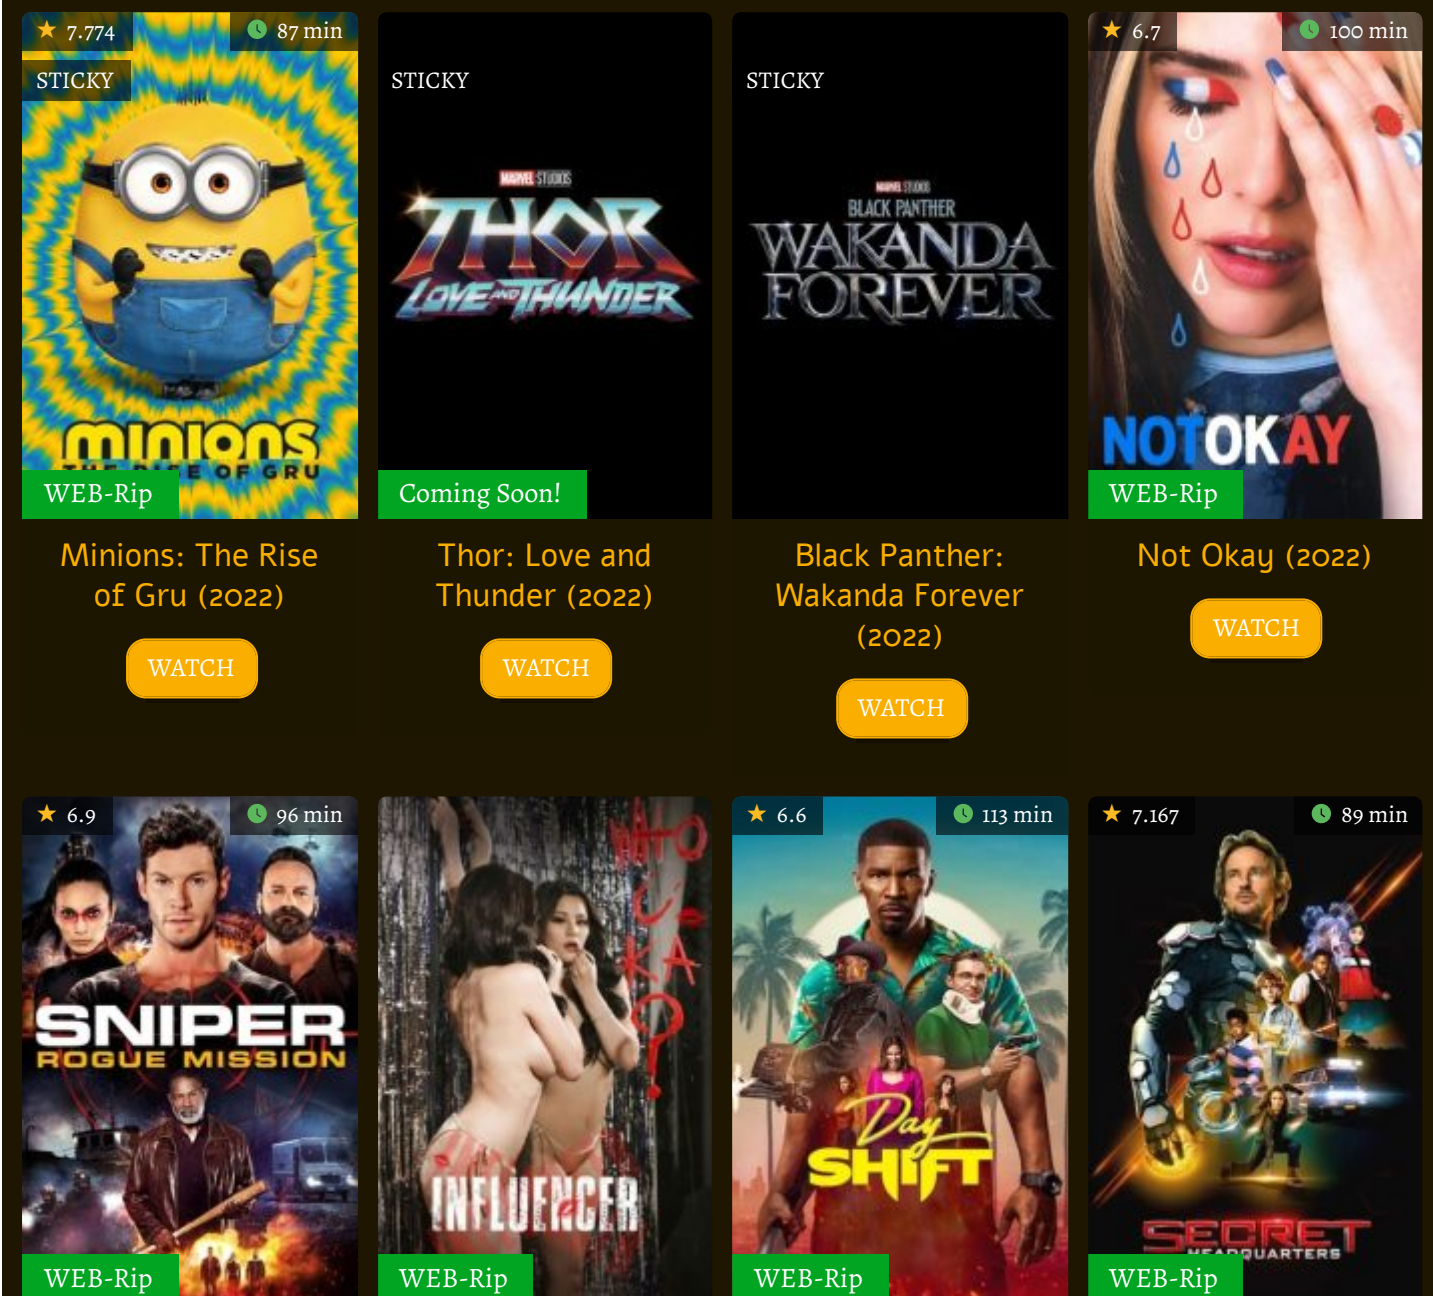 7.774
87 min
STICKY
MINIONS
THE RISE OF GRU
WEB-Rip
Minions: The Rise
of Gru (2022)
WATCH
STICKY
MARVEL STUDIOS
THOR
LOVE AND THUNDER
Coming Soon!
Thor: Love and
Thunder (2022)
WATCH
STICKY
MARVEL STUDIOS
BLACK PANTHER
WAKANDA
FOREVER
Black Panther:
Wakanda Forever
(2022)
WATCH
6.7
100 min
NOTOKAY
WEB-Rip
Not Okay (2022)
WATCH
6.9
96 min
SNIPER
ROGUE MISSION
WEB-Rip
KA?
INFLUENCER
WEB-Rip
6.6
113 min
Day
SHIFT
WEB-Rip
7.167
89 min
SECRET
HEADQUARTERS
WEB-Rip